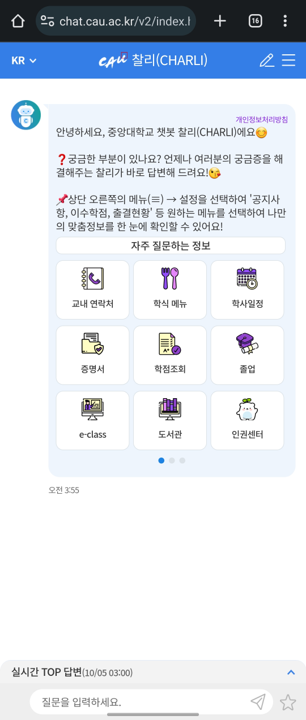 chat.cau.ac.kr/v2/index.h
16
KR
CAU 찰리(CHARLI)
개인정보처리방침
안녕하세요, 중앙대학교 챗봇 찰리(CHARLI)에요😊
❓궁금한 부분이 있나요? 언제나 여러분의 궁금증을 해
결해주는 찰리가 바로 답변해 드려요!😘
📌상단 오른쪽의 메뉴(≡) → 설정을 선택하여 '공지사
항, 이수학점, 출결현황' 등 원하는 메뉴를 선택하여 나만
의 맞춤정보를 한 눈에 확인할 수 있어요!
자주 질문하는 정보
교내 연락처
학식 메뉴
학사일정
증명서
학점조회
졸업
e-class
도서관
인권센터
오전 3:55
실시간 TOP 답변(10/05 03:00)
질문을 입력하세요.